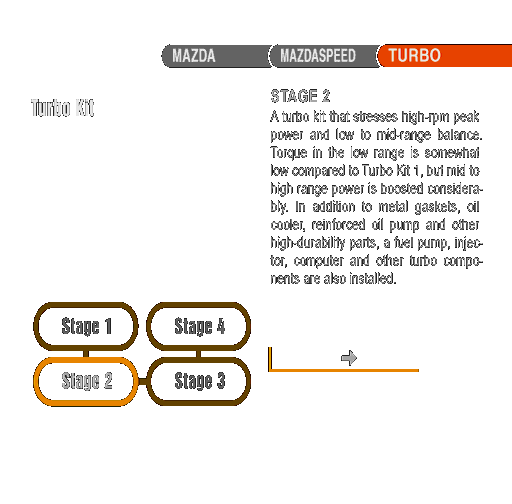 MAZDA MAZDASPEED TURBO
Turbo Kit
STAGE 2
A turbo kit that stresses high-rpm peak
power and low to mid-range balance.
Torque in the low range is somewhat
low compared to Turbo Kit 1, but mid to
high range power is boosted considera-
bly. In addition to metal gaskets, oil
cooler, reinforced oil pump and other
high-durability parts, a fuel pump, injec-
tor, computer and other turbo compo-
nents are also installed.
Stage 1 Stage 4
Stage 2 Stage 3